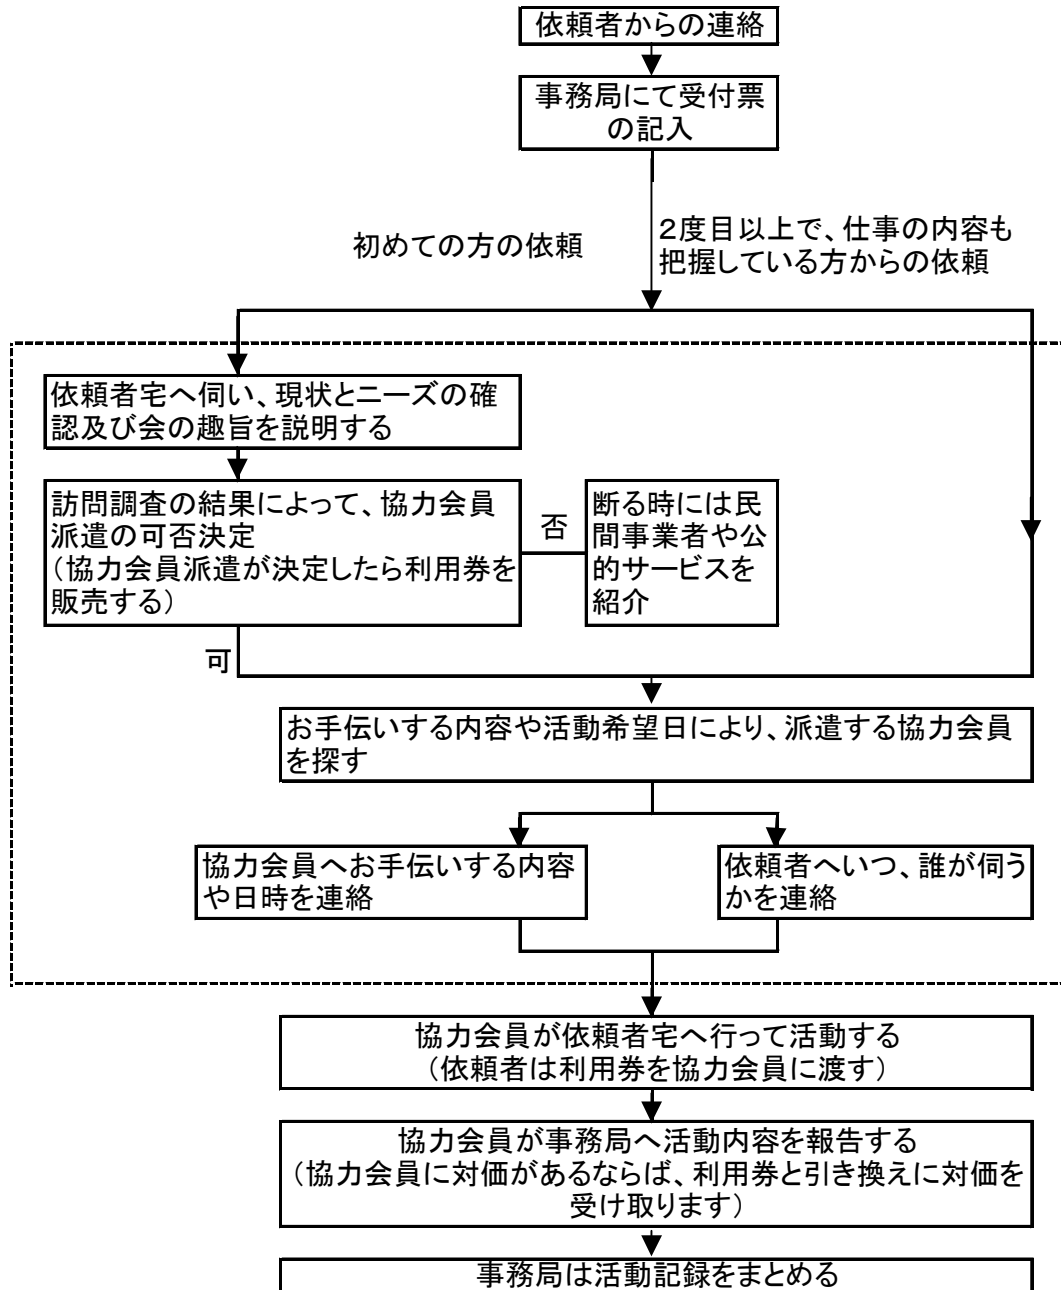 依頼者からの連絡
事務局にて受付票
の記入
初めての方の依頼
２度目以上で、仕事の内容も
把握している方からの依頼
依頼者宅へ伺い、現状とニーズの確
認及び会の趣旨を説明する
訪問調査の結果によって、協力会員
派遣の可否決定
（協力会員派遣が決定したら利用券を
販売する）
否
断る時には民
間事業者や公
的サービスを
紹介
可
お手伝いする内容や活動希望日により、派遣する協力会員
を探す
協力会員へお手伝いする内容
や日時を連絡
依頼者へいつ、誰が伺う
かを連絡
協力会員が依頼者宅へ行って活動する
（依頼者は利用券を協力会員に渡す）
協力会員が事務局へ活動内容を報告する
（協力会員に対価があるならば、利用券と引き換えに対価を
受け取ります）
事務局は活動記録をまとめる